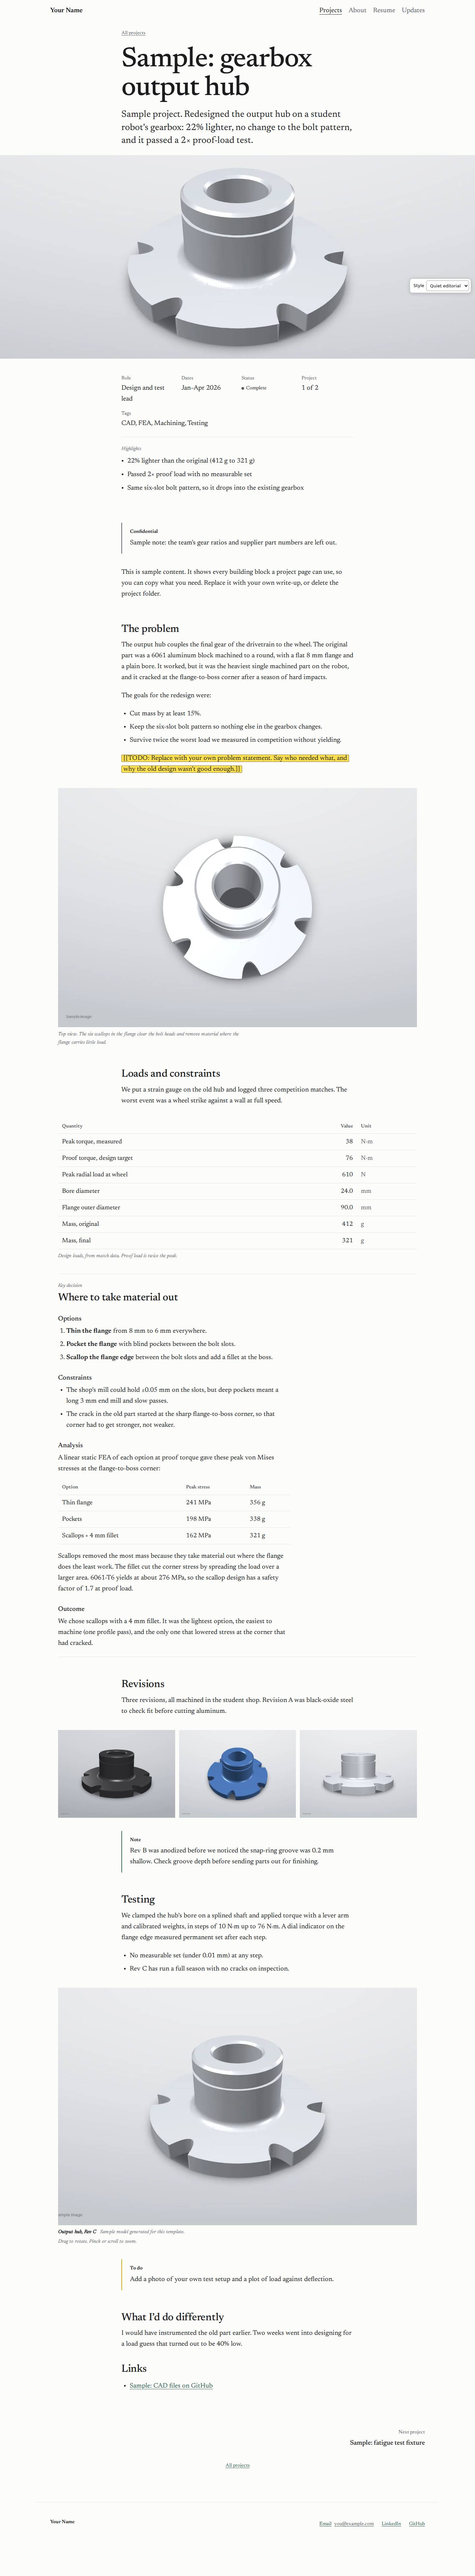 Your Name
Projects About Resume Updates
All projects
Sample: gearbox
output hub
Sample project. Redesigned the output hub on a student
robot's gearbox: 22% lighter, no change to the bolt pattern,
and it passed a 2× proof-load test.
Style Quiet editorial
Role Dates Status Project
Design and test
lead
Jan–Apr 2026
Complete
1 of 2
Tags
CAD, FEA, Machining, Testing
Highlights
• 22% lighter than the original (412 g to 321 g)
• Passed 2× proof load with no measurable set
• Same six-slot bolt pattern, so it drops into the existing gearbox
Confidential
Sample note: the team's gear ratios and supplier part numbers are left out.
This is sample content. It shows every building block a project page can use, so
you can copy what you need. Replace it with your own write-up, or delete the
project folder.
The problem
The output hub couples the final gear of the drivetrain to the wheel. The original
part was a 6061 aluminum block machined to a round, with a flat 8 mm flange and
a plain bore. It worked, but it was the heaviest single machined part on the robot,
and it cracked at the flange-to-boss corner after a season of hard impacts.
The goals for the redesign were:
• Cut mass by at least 15%.
• Keep the six-slot bolt pattern so nothing else in the gearbox changes.
• Survive twice the worst load we measured in competition without yielding.
[[TODO: Replace with your own problem statement. Say who needed what, and
why the old design wasn't good enough.]]
Sample image
Top view. The six scallops in the flange clear the bolt heads and remove material where the
flange carries little load.
Loads and constraints
We put a strain gauge on the old hub and logged three competition matches. The
worst event was a wheel strike against a wall at full speed.
Quantity Value Unit
Peak torque, measured 38 N·m
Proof torque, design target 76 N·m
Peak radial load at wheel 610 N
Bore diameter 24.0 mm
Flange outer diameter 90.0 mm
Mass, original 412 g
Mass, final 321 g
Design loads, from match data. Proof load is twice the peak.
Key decision
Where to take material out
Options
1. Thin the flange from 8 mm to 6 mm everywhere.
2. Pocket the flange with blind pockets between the bolt slots.
3. Scallop the flange edge between the bolt slots and add a fillet at the boss.
Constraints
• The shop's mill could hold ±0.05 mm on the slots, but deep pockets meant a
long 3 mm end mill and slow passes.
• The crack in the old part started at the sharp flange-to-boss corner, so that
corner had to get stronger, not weaker.
Analysis
A linear static FEA of each option at proof torque gave these peak von Mises
stresses at the flange-to-boss corner:
Option Peak stress Mass
Thin flange 241 MPa 356 g
Pockets 198 MPa 338 g
Scallops + 4 mm fillet 162 MPa 321 g
Scallops removed the most mass because they take material out where the flange
does the least work. The fillet cut the corner stress by spreading the load over a
larger area. 6061-T6 yields at about 276 MPa, so the scallop design has a safety
factor of 1.7 at proof load.
Outcome
We chose scallops with a 4 mm fillet. It was the lightest option, the easiest to
machine (one profile pass), and the only one that lowered stress at the corner that
had cracked.
Revisions
Three revisions, all machined in the student shop. Revision A was black-oxide steel
to check fit before cutting aluminum.
Note
Rev B was anodized before we noticed the snap-ring groove was 0.2 mm
shallow. Check groove depth before sending parts out for finishing.
Testing
We clamped the hub's bore on a splined shaft and applied torque with a lever arm
and calibrated weights, in steps of 10 N·m up to 76 N·m. A dial indicator on the
flange edge measured permanent set after each step.
• No measurable set (under 0.01 mm) at any step.
• Rev C has run a full season with no cracks on inspection.
ample image
Output hub, Rev C Sample model generated for this template.
Drag to rotate. Pinch or scroll to zoom.
To do
Add a photo of your own test setup and a plot of load against deflection.
What I'd do differently
I would have instrumented the old part earlier. Two weeks went into designing for
a load guess that turned out to be 40% low.
Links
• Sample: CAD files on GitHub
Next project
Sample: fatigue test fixture
All projects
Your Name
Email you@example.com LinkedIn GitHub